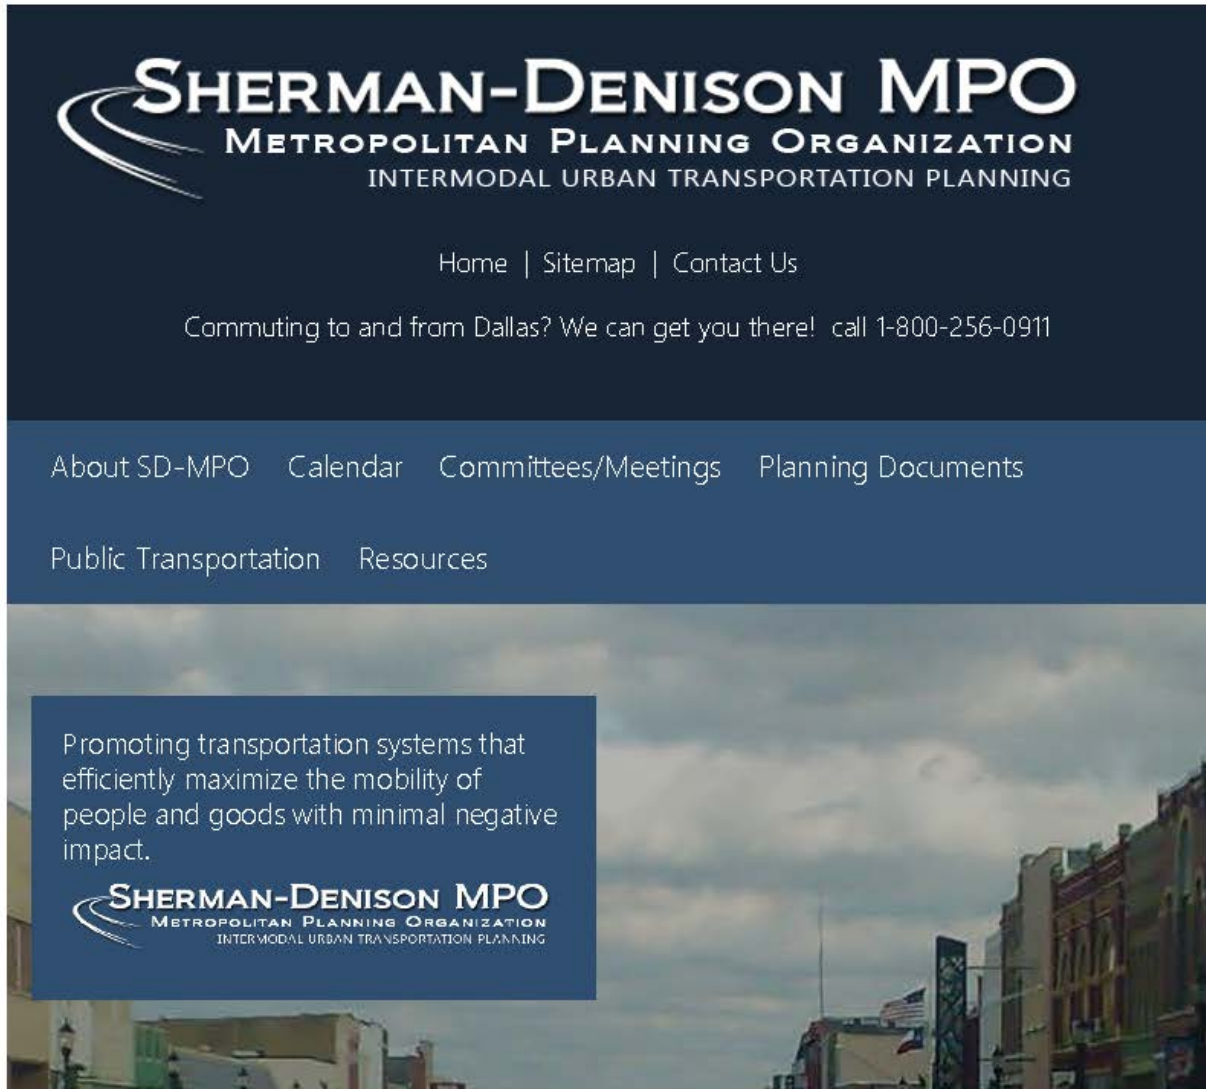 SHERMAN-DENISON MPO
METROPOLITAN PLANNING ORGANIZATION
INTERMODAL URBAN TRANSPORTATION PLANNING
Home | Sitemap | Contact Us
Commuting to and from Dallas? We can get you there! call 1-800-256-0911
About SD-MPO Calendar Committees/Meetings Planning Documents
Public Transportation Resources
Promoting transportation systems that
efficiently maximize the mobility of
people and goods with minimal negative
impact.
SHERMAN-DENISON MPO
METROPOLITAN PLANNING ORGANIZATION
INTERMODAL URBAN TRANSPORTATION PLANNING